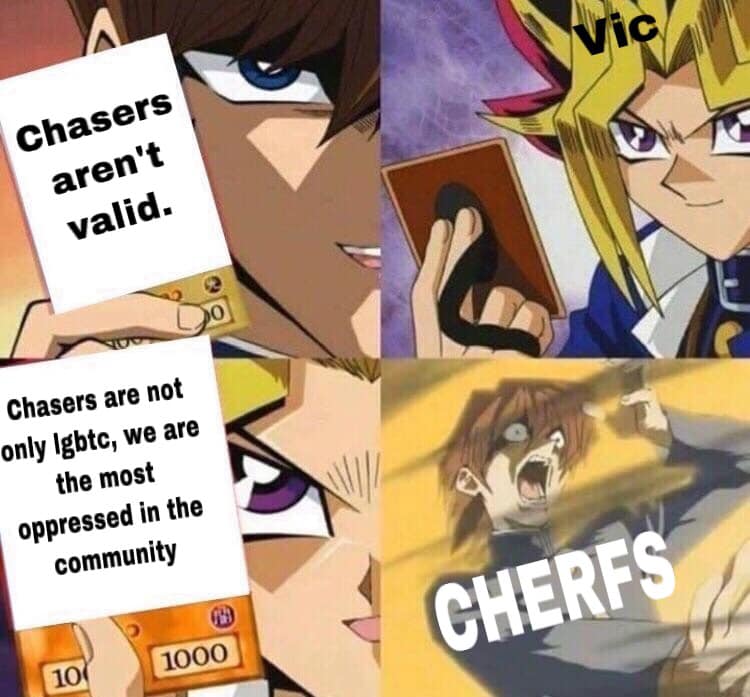 Chasers
aren't
valid.
Vic
Chasers are not
only lgbtc, we are
the most
oppressed in the
community
1000
CHERFS